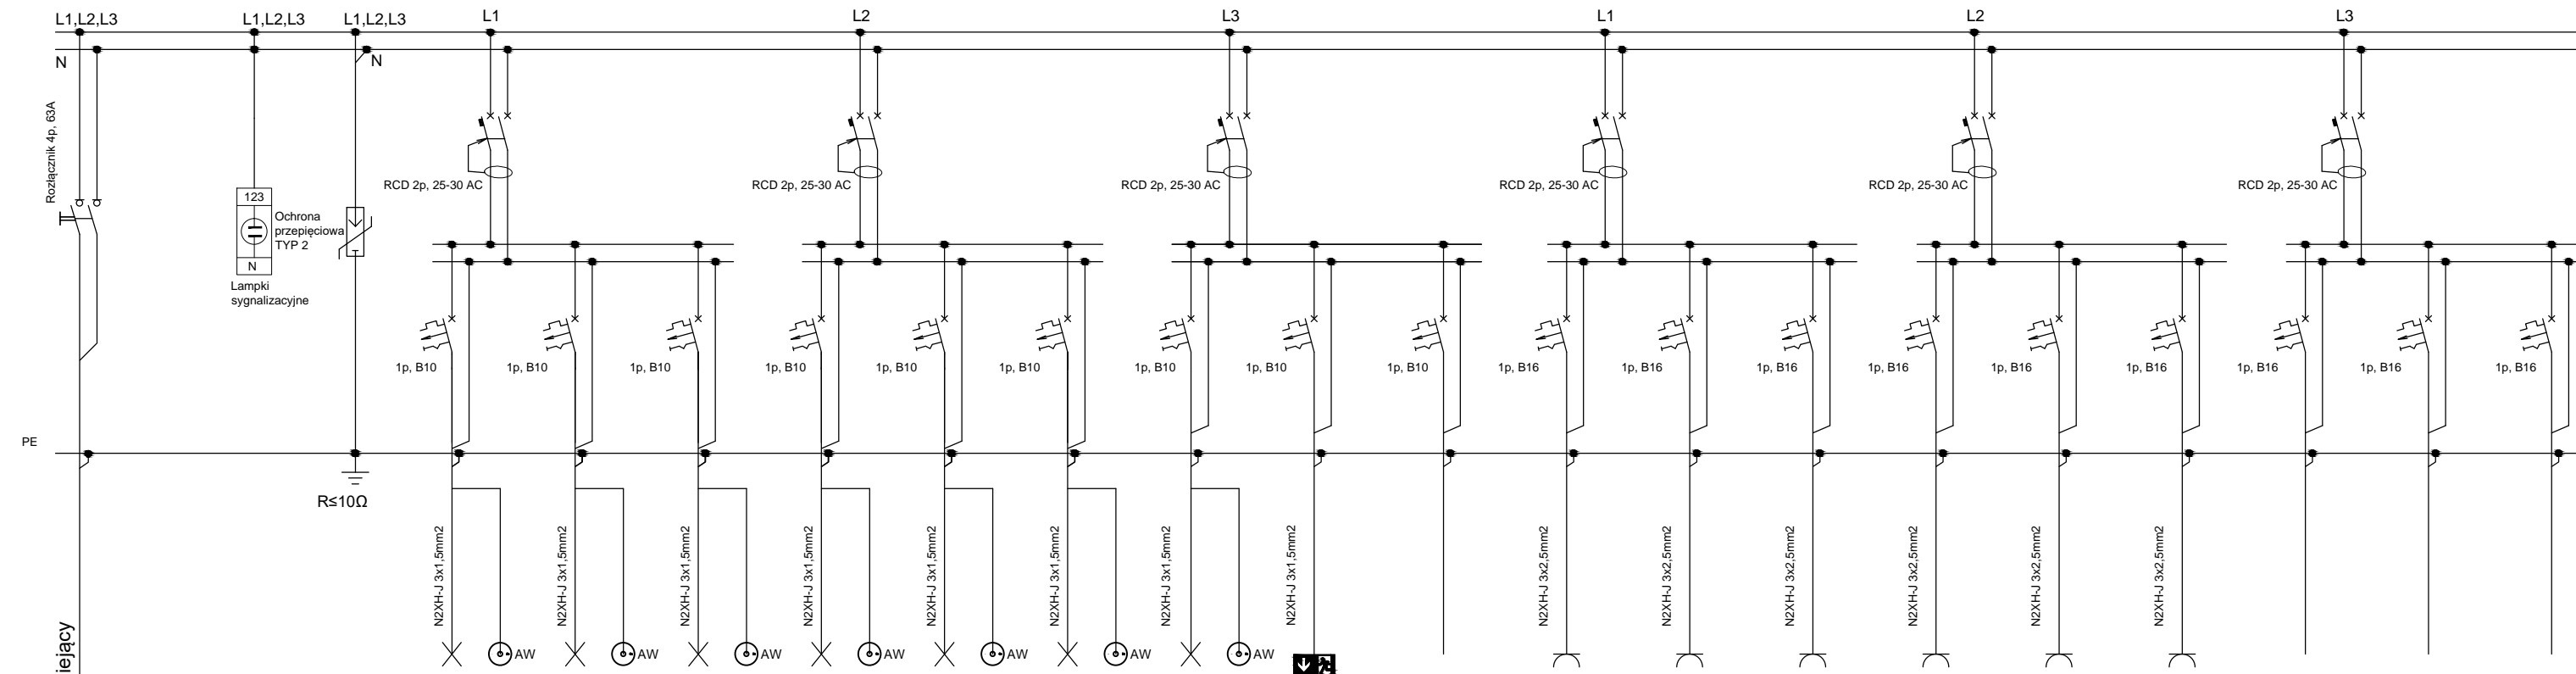 L1,L2,L3
L1,L2,L3
L1,L2,L3
L1
L2
L3
L1
L2
L3
N
N
Rozłącznik 4p, 63A
RCD 2p, 25-30 AC
RCD 2p, 25-30 AC
RCD 2p, 25-30 AC
RCD 2p, 25-30 AC
RCD 2p, 25-30 AC
RCD 2p, 25-30 AC
123
N
Ochrona
przepięciowa
TYP 2
Lampki
sygnalizacyjne
1p, B10
1p, B10
1p, B10
1p, B10
1p, B10
1p, B10
1p, B10
1p, B10
1p, B10
1p, B16
1p, B16
1p, B16
1p, B16
1p, B16
1p, B16
1p, B16
1p, B16
1p, B16
PE
R≤10Ω
N2XH-J 3x1,5mm2
N2XH-J 3x1,5mm2
N2XH-J 3x1,5mm2
N2XH-J 3x1,5mm2
N2XH-J 3x1,5mm2
N2XH-J 3x1,5mm2
N2XH-J 3x1,5mm2
N2XH-J 3x1,5mm2
N2XH-J 3x2,5mm2
N2XH-J 3x2,5mm2
N2XH-J 3x2,5mm2
N2XH-J 3x2,5mm2
N2XH-J 3x2,5mm2
N2XH-J 3x2,5mm2
iejący
AW
AW
AW
AW
AW
AW
AW